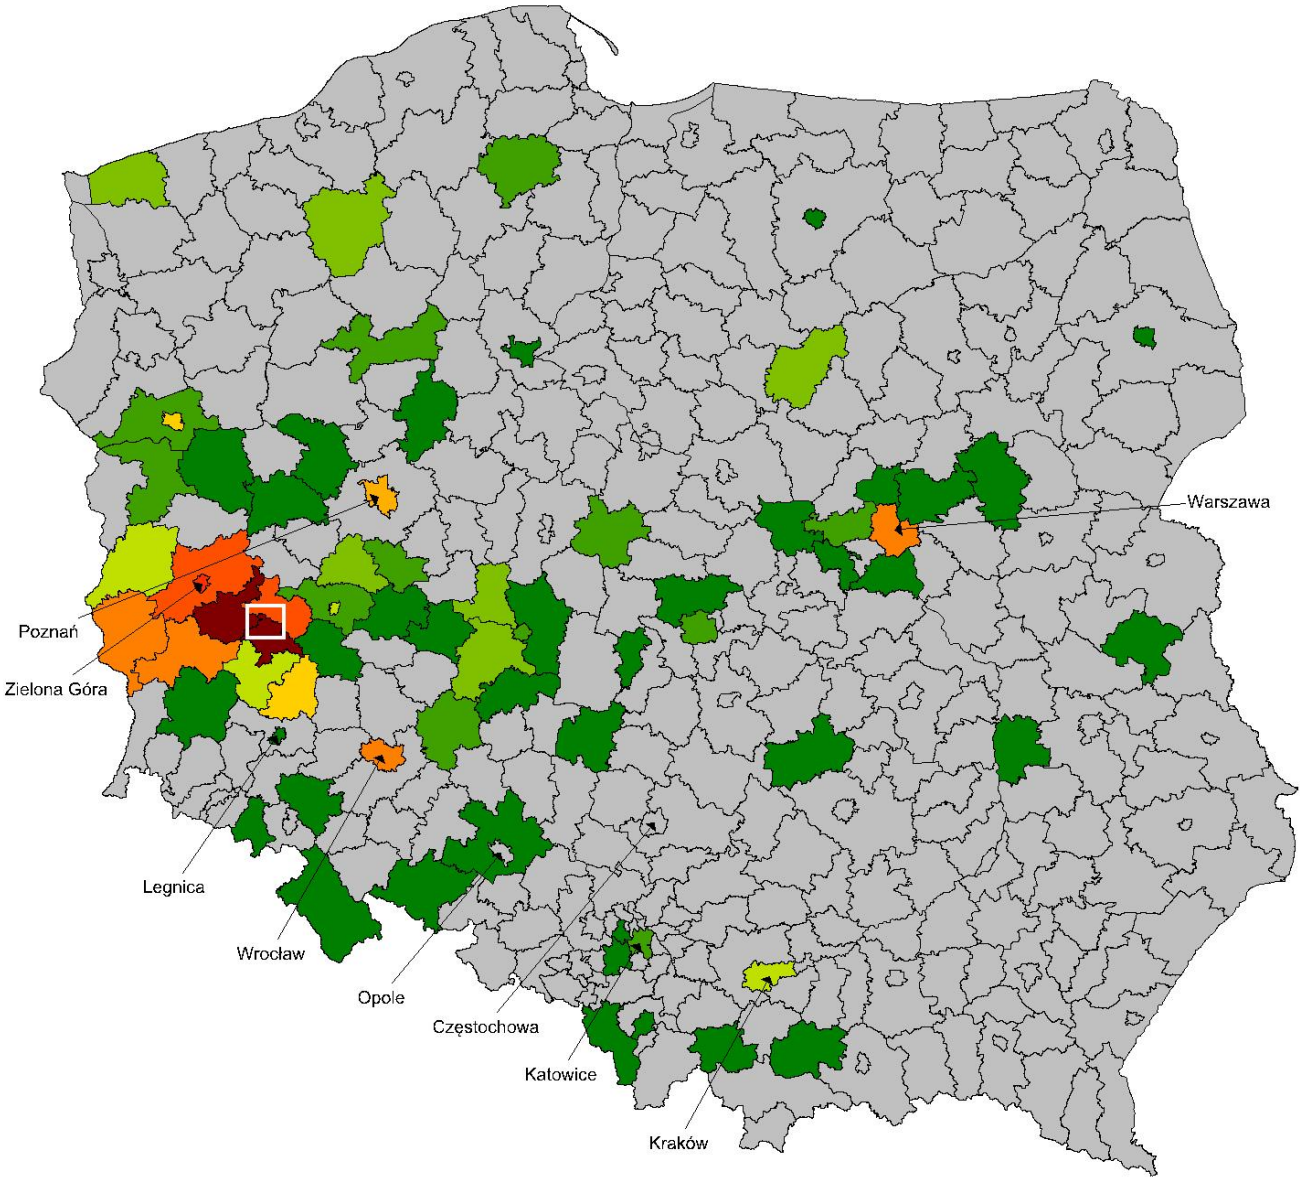 Warszawa
Poznań
Zielona Góra
Legnica
Wrocław
Opole
Częstochowa
Katowice
Kraków